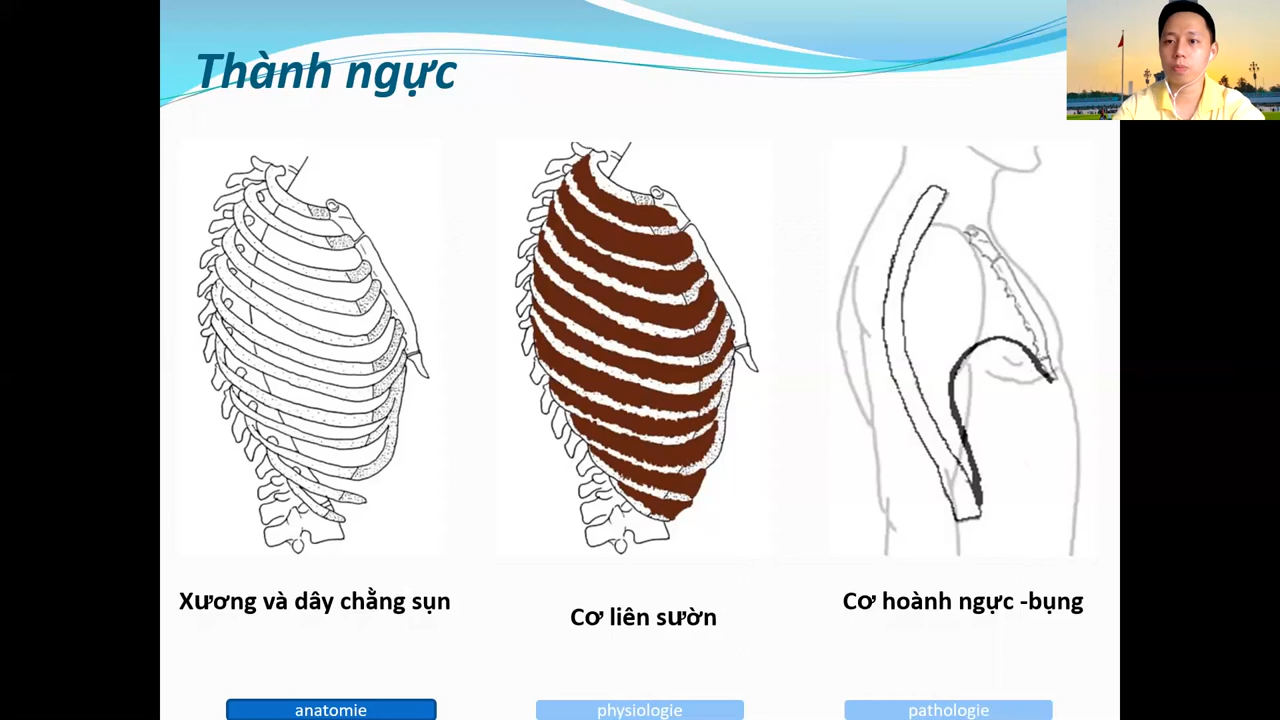 Thành ngực
Xương và dây chằng sụn
Cơ liên sườn
Cơ hoành ngực -bụng
anatomie
physiologie
pathologie